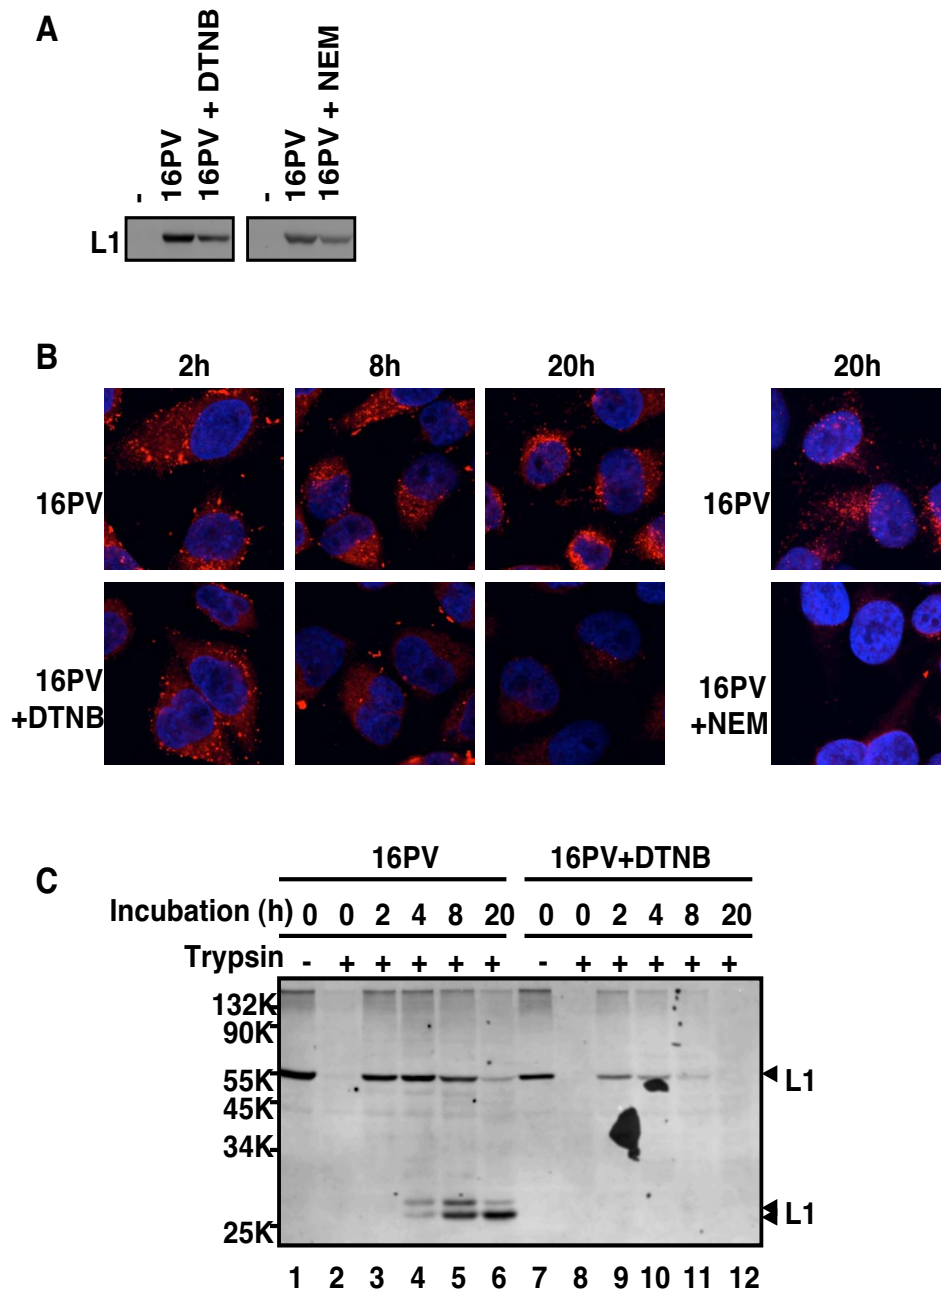 A
-
16PV
16PV + DTNB
-
16PV
16PV + NEM
L1
B
2h
8h
20h
20h
16PV
16PV
16PV
+DTNB
16PV
+NEM
C
16PV
16PV+DTNB
Incubation (h) 0 0 2 4 8 20 0 0 2 4 8 20
Trypsin - + + + + + - + + + + +
132K
90K
55K
L1
45K
34K
L1
25K
1 2 3 4 5 6 7 8 9 10 11 12